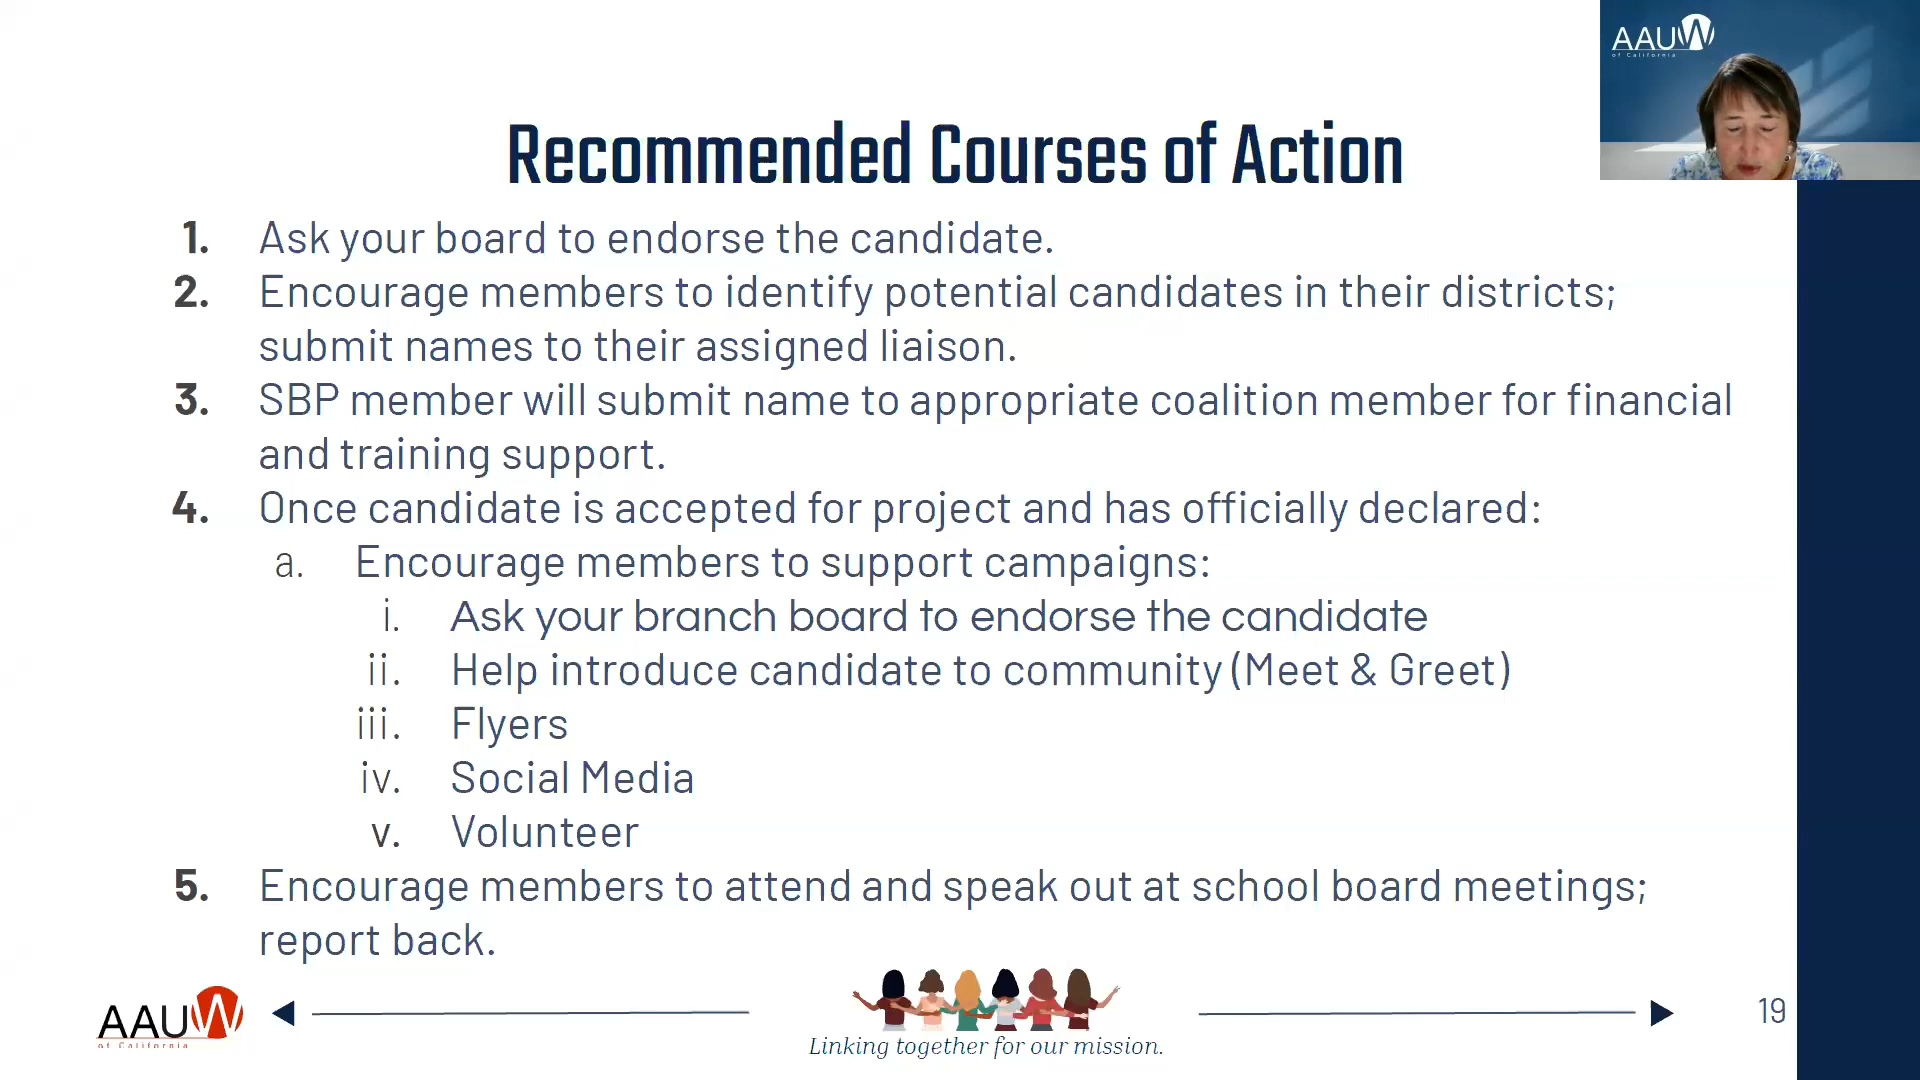 AAUW
of California
Recommended Courses of Action
1. Ask your board to endorse the candidate.
2. Encourage members to identify potential candidates in their districts;
submit names to their assigned liaison.
3. SBP member will submit name to appropriate coalition member for financial
and training support.
4. Once candidate is accepted for project and has officially declared:
a. Encourage members to support campaigns:
i. Ask your branch board to endorse the candidate
ii. Help introduce candidate to community (Meet & Greet)
iii. Flyers
iv. Social Media
v. Volunteer
5. Encourage members to attend and speak out at school board meetings;
report back.
AAUW
of California
Linking together for our mission.
19